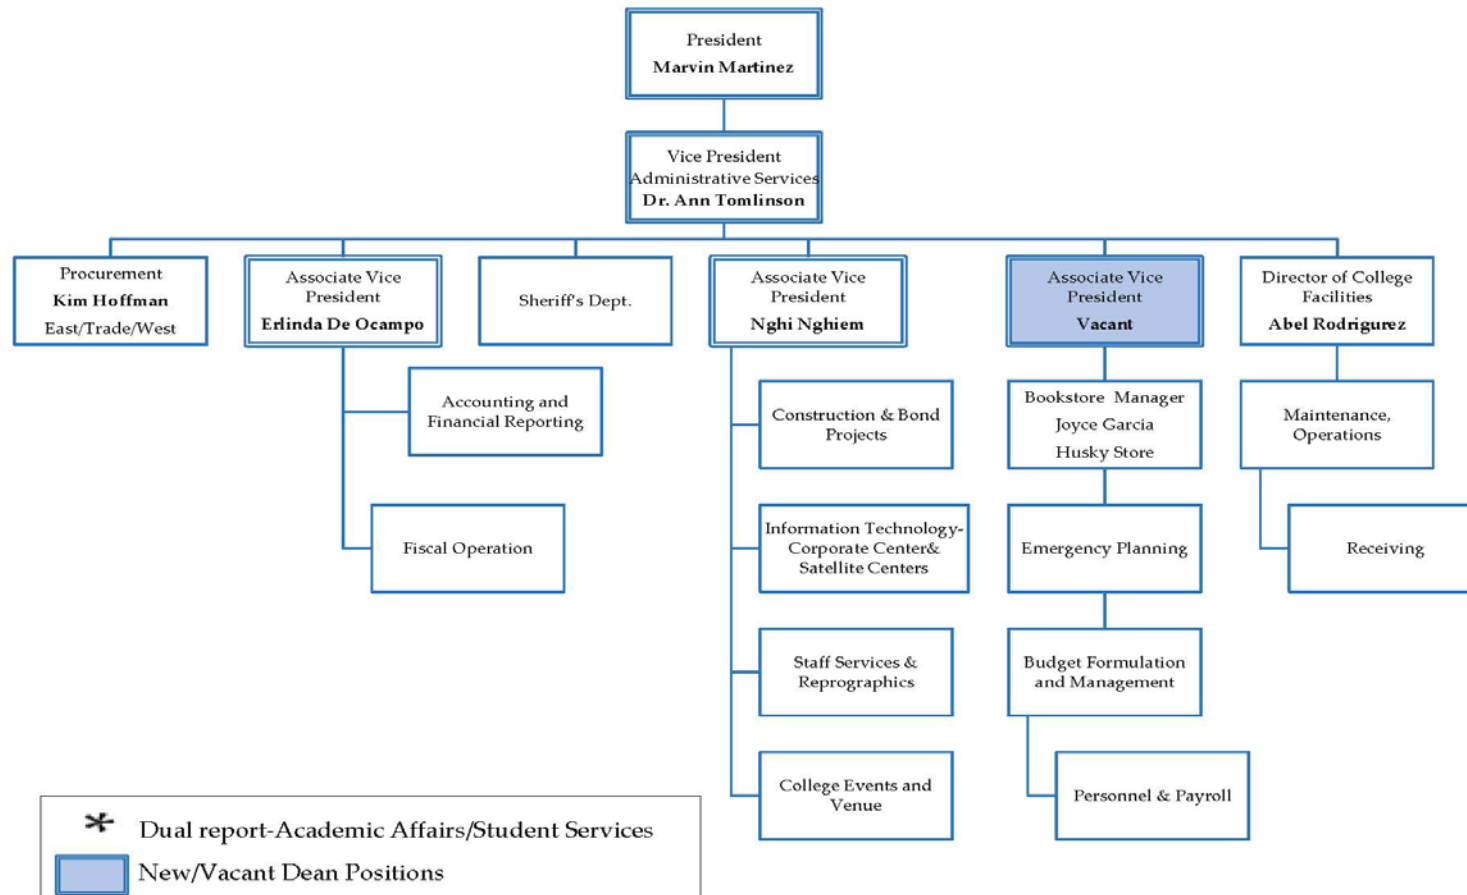 President
Marvin Martinez
Vice President
Administrative Services
Dr. Ann Tomlinson
Procurement
Kim Hoffman
East/Trade/West
Associate Vice
President
Erlinda De Ocampo
Sheriff's Dept.
Associate Vice
President
Nghi Nghiem
Associate Vice
President
Vacant
Director of College
Facilities
Abel Rodrigurez
Accounting and
Financial Reporting
Fiscal Operation
Construction & Bond
Projects
Information Technology-
Corporate Center&
Satellite Centers
Staff Services &
Reprographics
College Events and
Venue
Bookstore Manager
Joyce Garcia
Husky Store
Emergency Planning
Budget Formulation
and Management
Personnel & Payroll
Maintenance,
Operations
Receiving
* Dual report-Academic Affairs/Student Services
New/Vacant Dean Positions